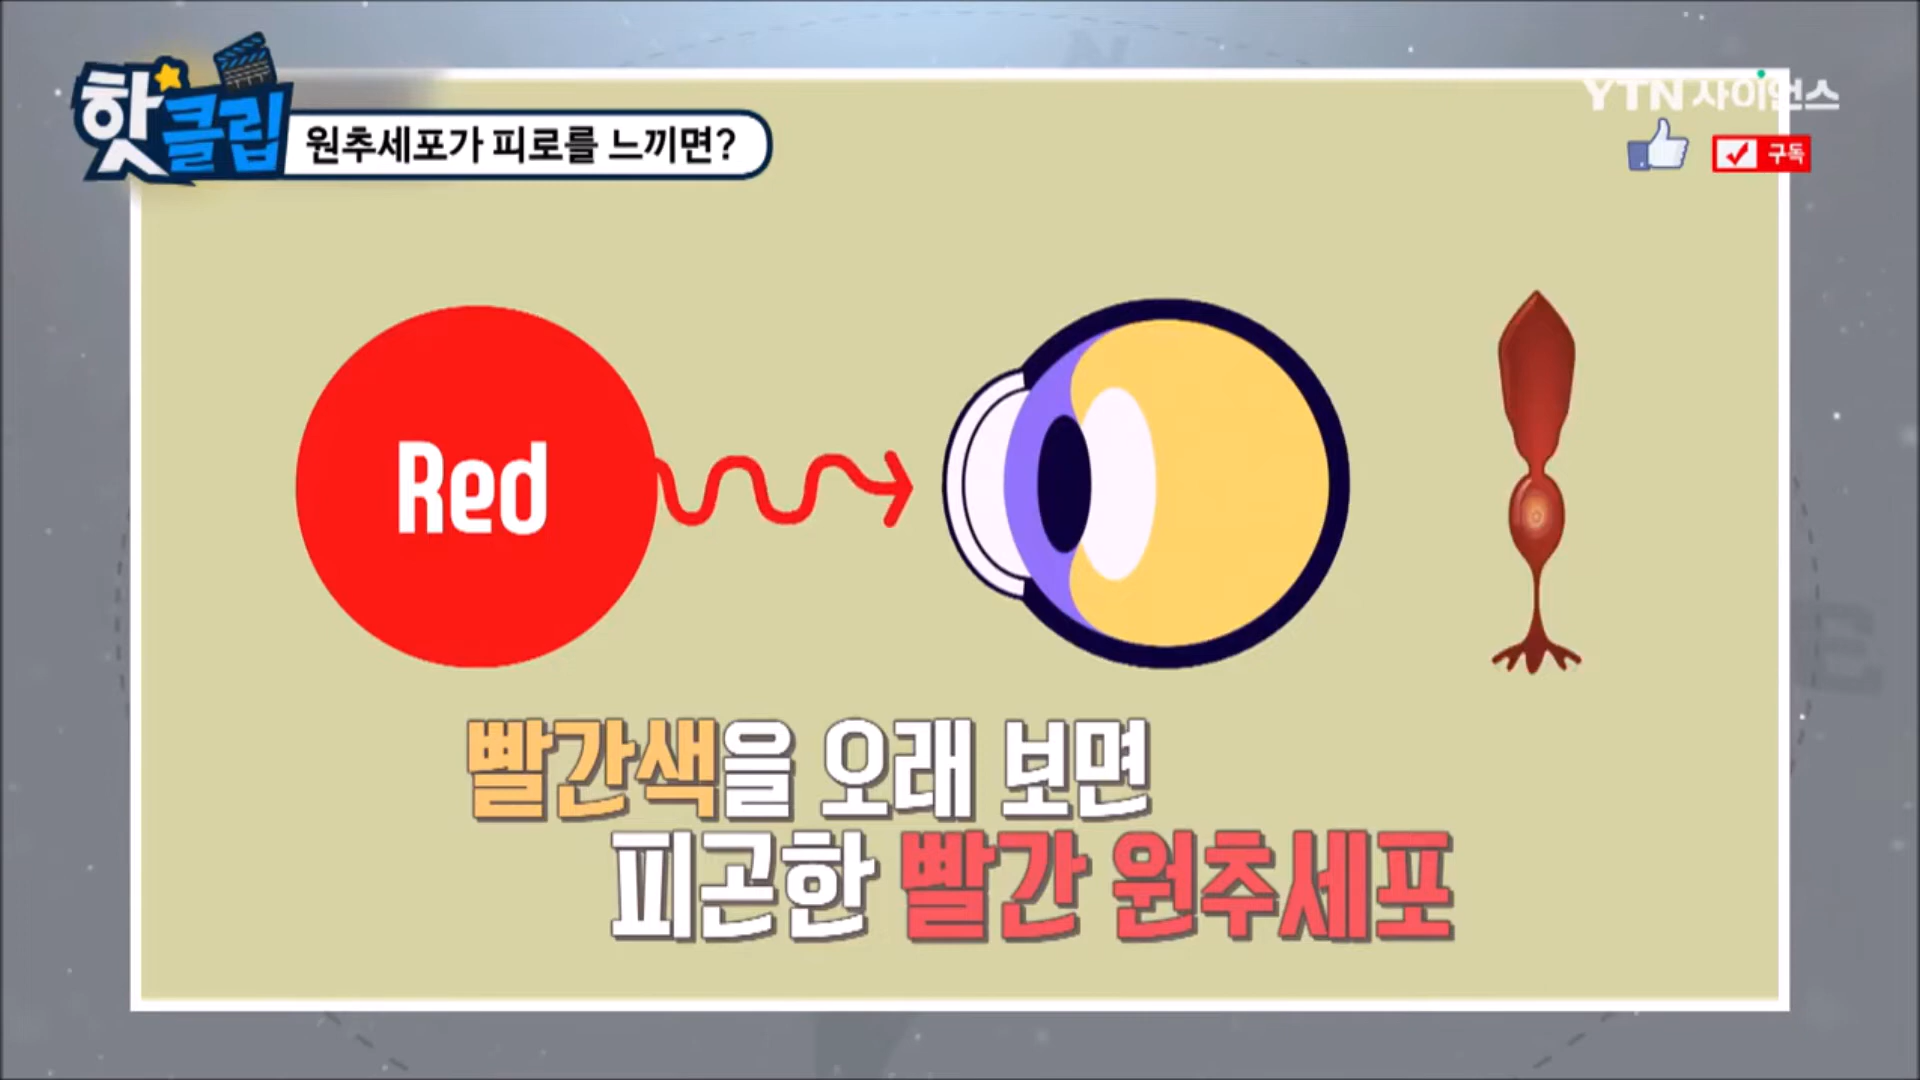 핫클립
원추세포가 피로를 느끼면?
YTN 사이언스
구독
Red
빨간색을 오래 보면
피곤한 빨간 원추세포